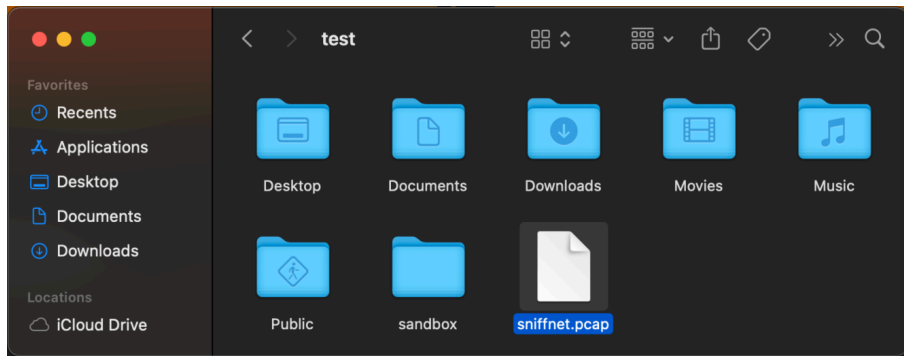 test
Favorites
Recents
Applications
Desktop
Documents
Downloads
Locations
iCloud Drive
Desktop
Documents
Downloads
Movies
Music
Public
sandbox
sniffnet.pcap